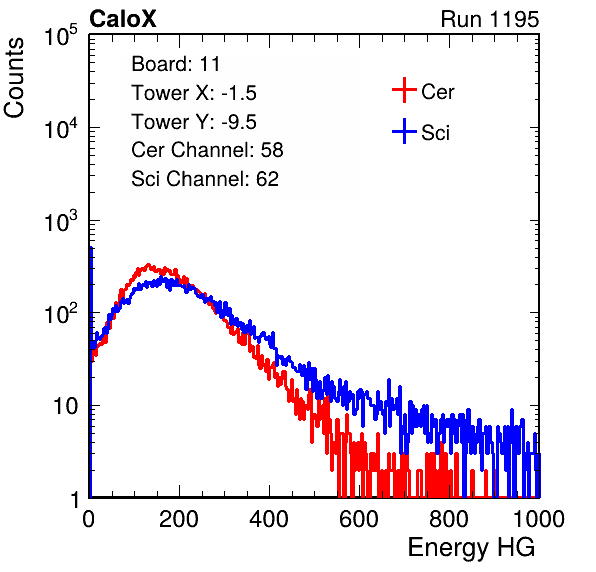 CaloX Run 1195
10^5
10^4
10^3
10^2
10
1
Counts
Board: 11
Tower X: -1.5
Tower Y: -9.5
Cer Channel: 58
Sci Channel: 62
Cer
Sci
0 200 400 600 800 1000
Energy HG